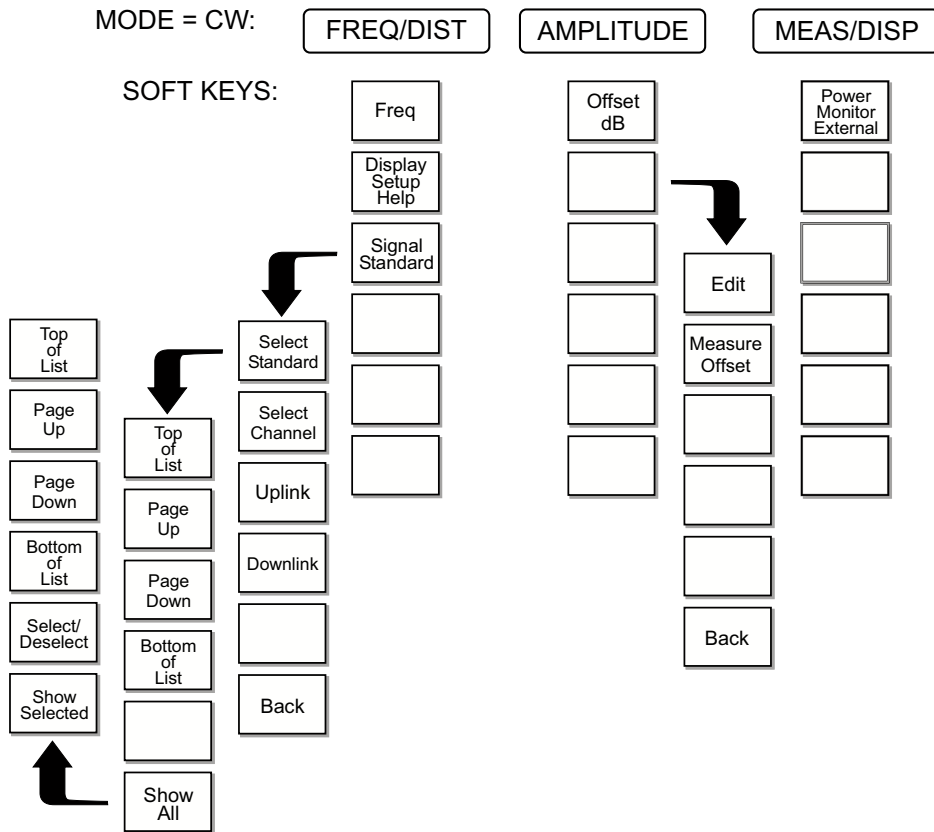 MODE = CW:
FREQ/DIST
AMPLITUDE
MEAS/DISP
SOFT KEYS:
Freq
Display
Setup
Help
Signal
Standard
Select
Standard
Select
Channel
Uplink
Downlink
Back
Top
of
List
Page
Up
Page
Down
Bottom
of
List
Show
All
Top
of
List
Page
Up
Page
Down
Bottom
of
List
Select/
Deselect
Show
Selected
Offset
dB
Edit
Measure
Offset
Back
Power
Monitor
External